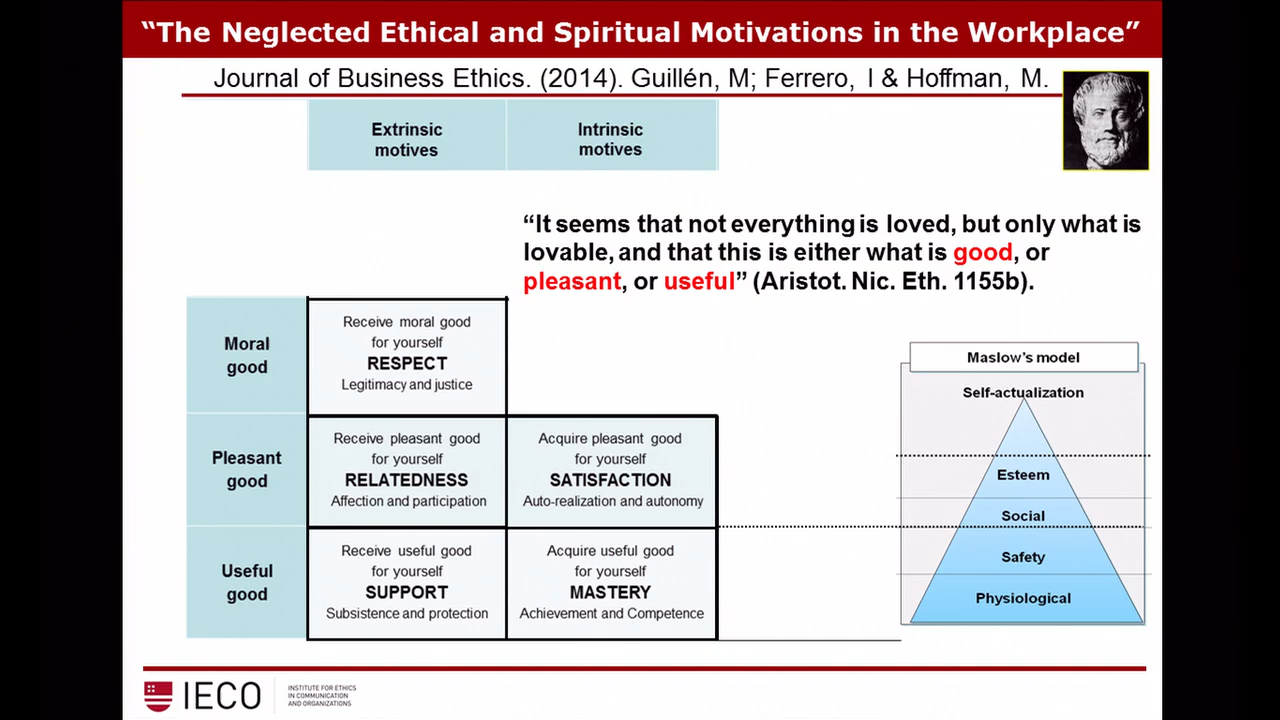 “The Neglected Ethical and Spiritual Motivations in the Workplace”
Journal of Business Ethics. (2014). Guillén, M; Ferrero, I & Hoffman, M.
Extrinsic
motives
Intrinsic
motives
“It seems that not everything is loved, but only what is
lovable, and that this is either what is good, or
pleasant, or useful” (Aristot. Nic. Eth. 1155b).
Moral
good
Receive moral good
for yourself
RESPECT
Legitimacy and justice
Pleasant
good
Receive pleasant good
for yourself
RELATEDNESS
Affection and participation
Acquire pleasant good
for yourself
SATISFACTION
Auto-realization and autonomy
Useful
good
Receive useful good
for yourself
SUPPORT
Subsistence and protection
Acquire useful good
for yourself
MASTERY
Achievement and Competence
Maslow’s model
Self-actualization
Esteem
Social
Safety
Physiological
IECO
INSTITUTE FOR ETHICS
IN COMMUNICATION
AND ORGANIZATIONS